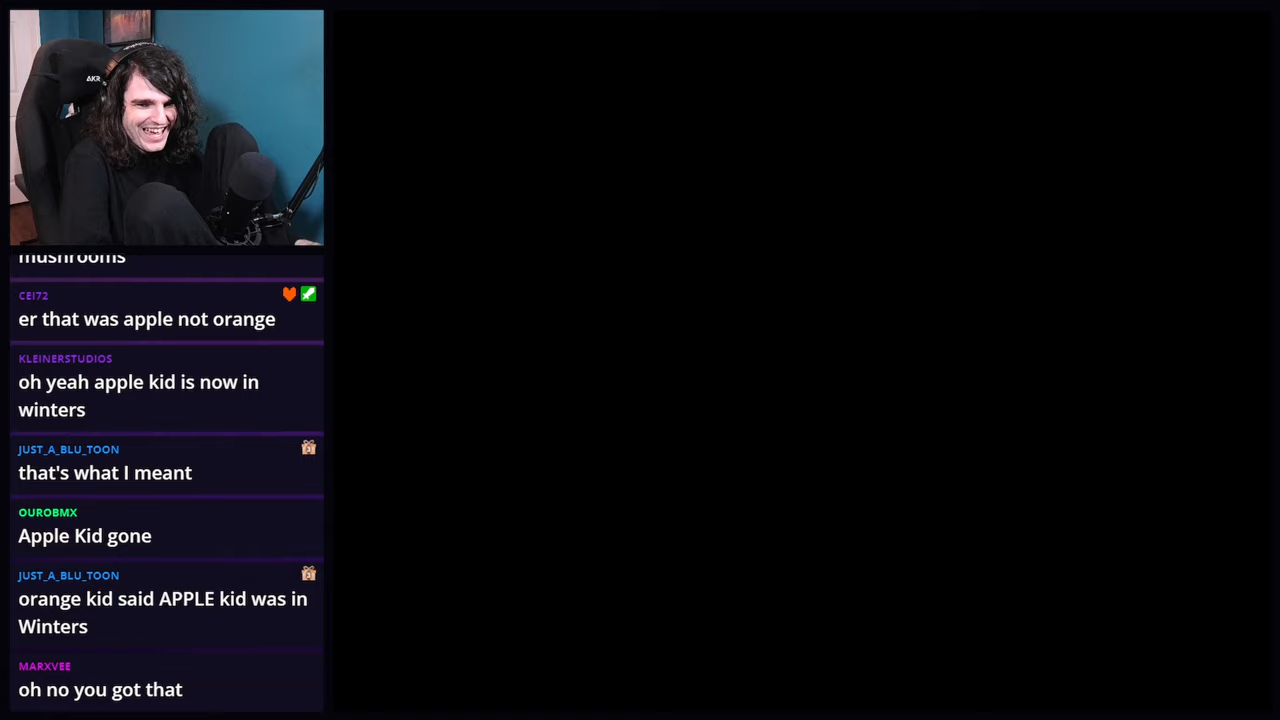 AKR
mushrooms
CEI72
er that was apple not orange
KLEINERSTUDIOS
oh yeah apple kid is now in
winters
JUST_A_BLU_TOON
that's what I meant
OUROBMX
Apple Kid gone
JUST_A_BLU_TOON
orange kid said APPLE kid was in
Winters
MARXVEE
oh no you got that